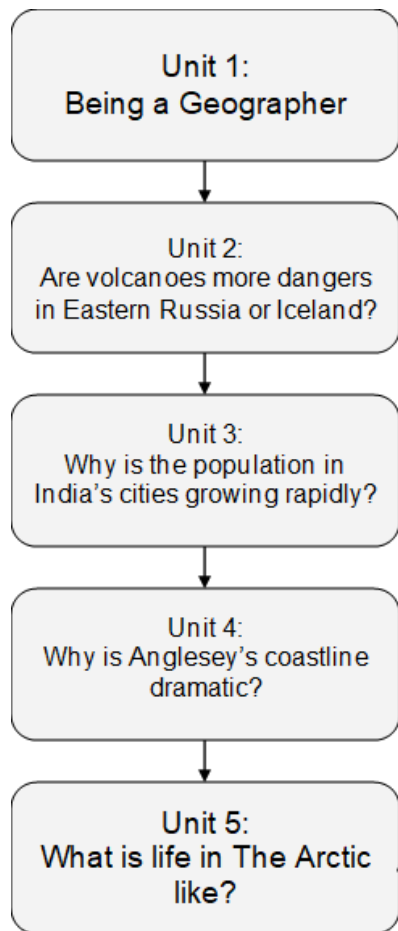 Unit 1:
Being a Geographer
Unit 2:
Are volcanoes more dangers
in Eastern Russia or Iceland?
Unit 3:
Why is the population in
India's cities growing rapidly?
Unit 4:
Why is Anglesey's coastline
dramatic?
Unit 5:
What is life in The Arctic
like?